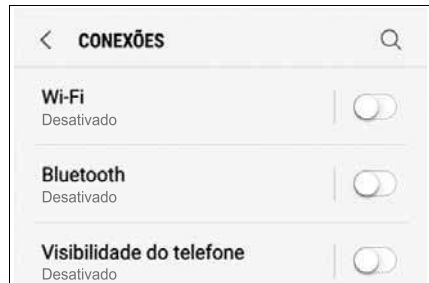 CONEXÕES
Wi-Fi
Desativado
Bluetooth
Desativado
Visibilidade do telefone
Desativado